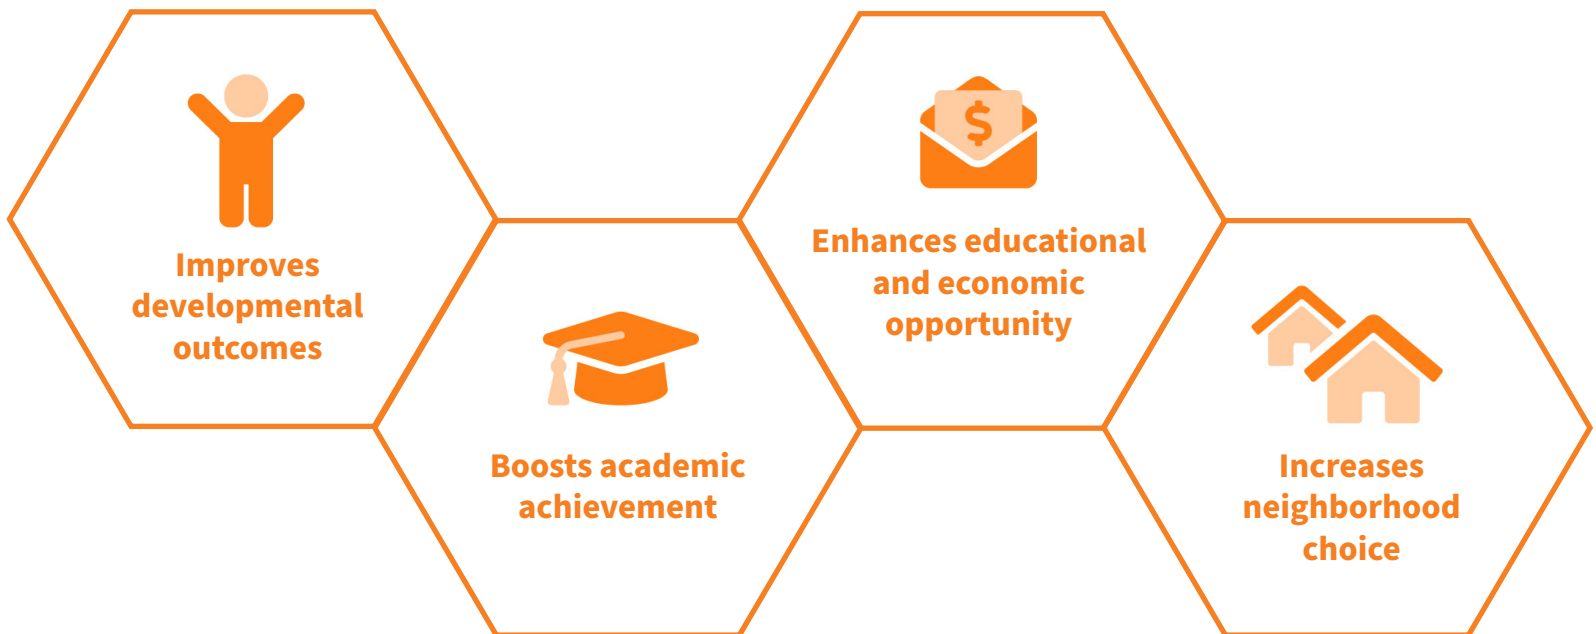 Improves
developmental
outcomes
Boosts academic
achievement
$
Enhances educational
and economic
opportunity
Increases
neighborhood
choice